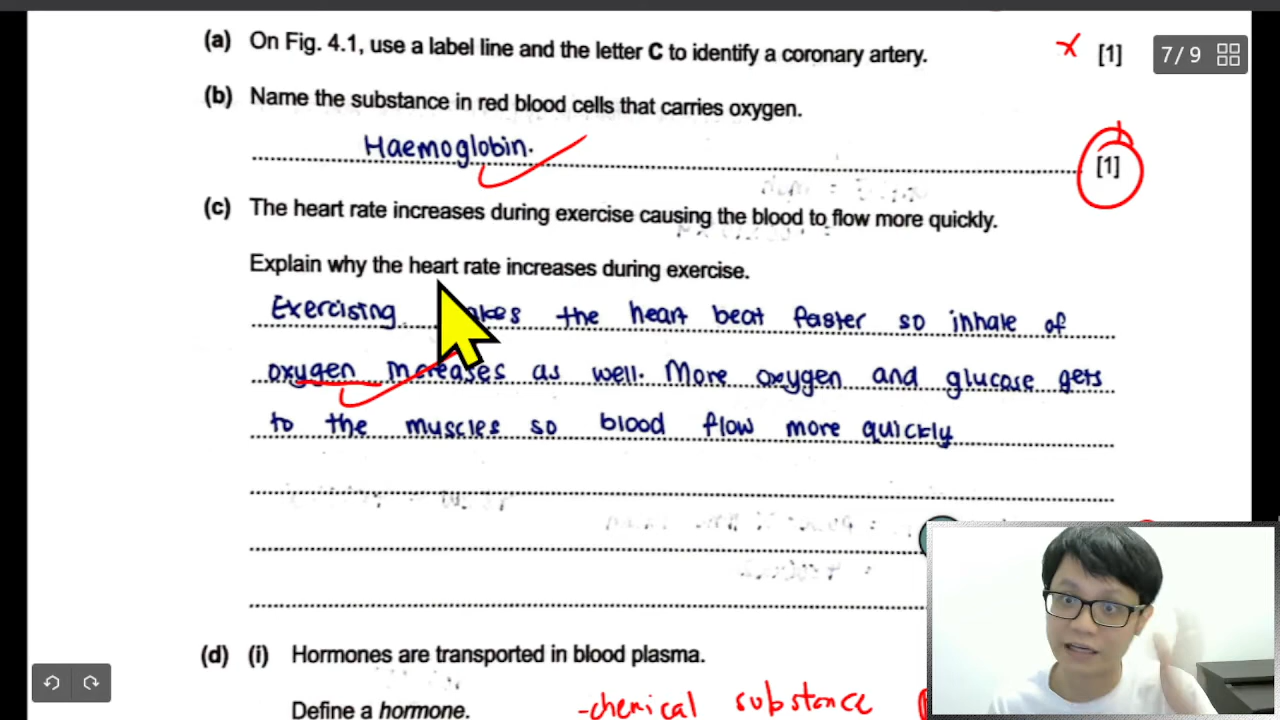 (a) On Fig. 4.1, use a label line and the letter C to identify a coronary artery. [1]
7/9
(b) Name the substance in red blood cells that carries oxygen.
Haemoglobin. [1]
(c) The heart rate increases during exercise causing the blood to flow more quickly.
Explain why the heart rate increases during exercise.
Exercising the heart beat faster so inhale of
oxygen increases as well. More oxygen and glucose gets
to the muscles so blood flow more quickly
(d) (i) Hormones are transported in blood plasma.
Define a hormone. -chemical substance